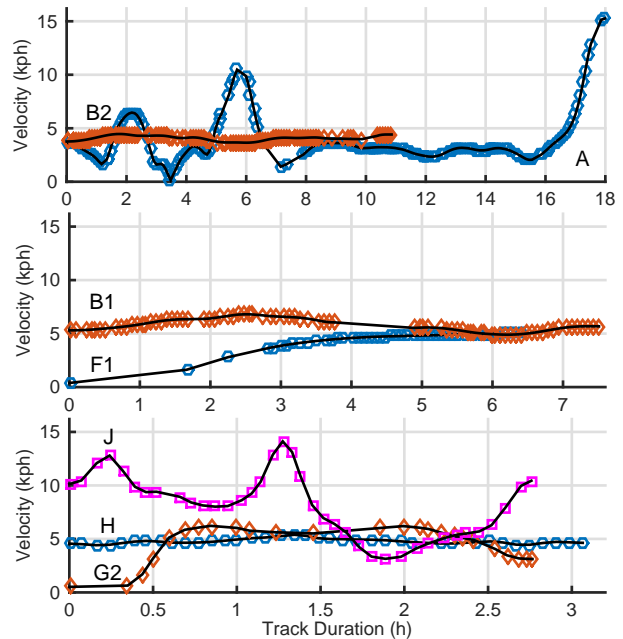 Velocity (kph)
15
10
5
0
B2
A
0 2 4 6 8 10 12 14 16 18
Velocity (kph)
15
10
5
0
B1
F1
0 1 2 3 4 5 6 7
Velocity (kph)
15
10
5
0
J
H
G2
0 0.5 1 1.5 2 2.5 3
Track Duration (h)